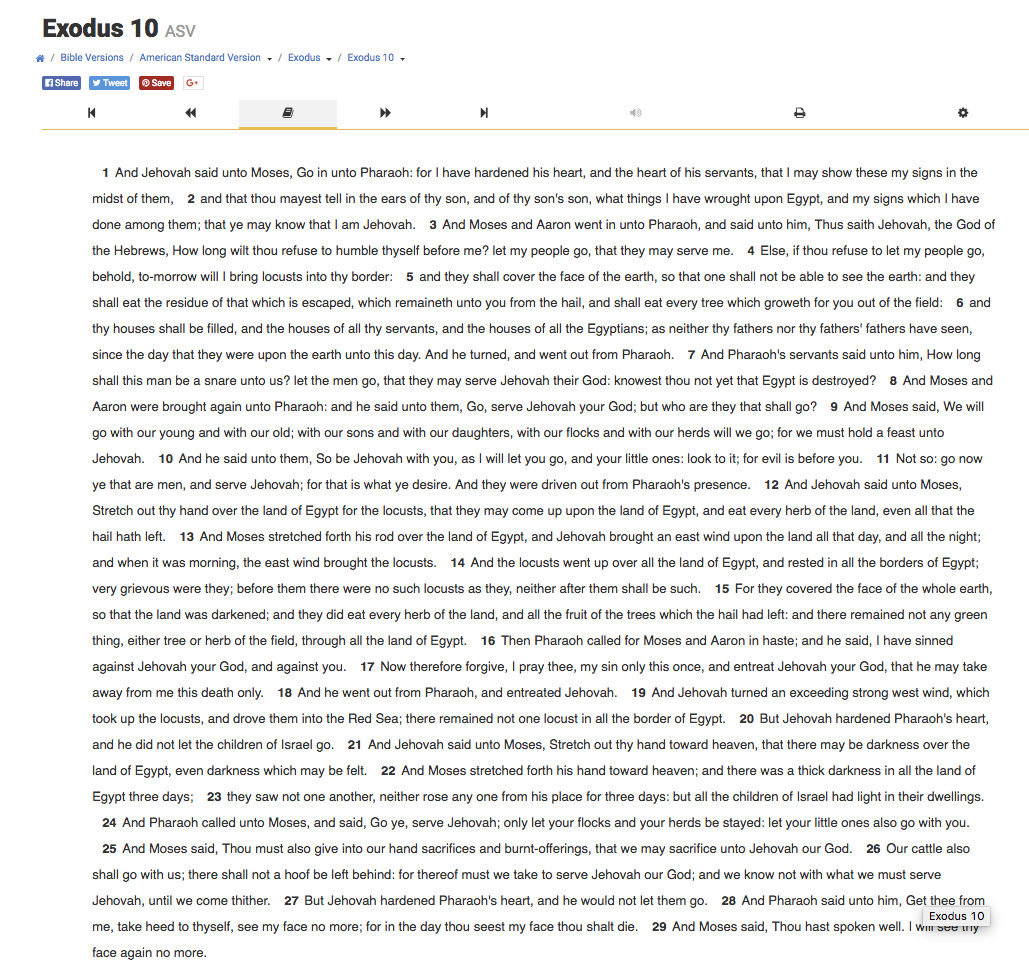 Exodus 10 ASV
/ Bible Versions / American Standard Version / Exodus / Exodus 10
Share Tweet Save G+
1 And Jehovah said unto Moses, Go in unto Pharaoh: for I have hardened his heart, and the heart of his servants, that I may show these my signs in the
midst of them, 2 and that thou mayest tell in the ears of thy son, and of thy son's son, what things I have wrought upon Egypt, and my signs which I have
done among them; that ye may know that I am Jehovah. 3 And Moses and Aaron went in unto Pharaoh, and said unto him, Thus saith Jehovah, the God of
the Hebrews, How long wilt thou refuse to humble thyself before me? let my people go, that they may serve me. 4 Else, if thou refuse to let my people go,
behold, to-morrow will I bring locusts into thy border: 5 and they shall cover the face of the earth, so that one shall not be able to see the earth: and they
shall eat the residue of that which is escaped, which remaineth unto you from the hail, and shall eat every tree which groweth for you out of the field: 6 and
thy houses shall be filled, and the houses of all thy servants, and the houses of all the Egyptians; as neither thy fathers nor thy fathers' fathers have seen,
since the day that they were upon the earth unto this day. And he turned, and went out from Pharaoh. 7 And Pharaoh's servants said unto him, How long
shall this man be a snare unto us? let the men go, that they may serve Jehovah their God: knowest thou not yet that Egypt is destroyed? 8 And Moses and
Aaron were brought again unto Pharaoh: and he said unto them, Go, serve Jehovah your God; but who are they that shall go? 9 And Moses said, We will
go with our young and with our old; with our sons and with our daughters, with our flocks and with our herds will we go; for we must hold a feast unto
Jehovah. 10 And he said unto them, So be Jehovah with you, as I will let you go, and your little ones: look to it; for evil is before you. 11 Not so: go now
ye that are men, and serve Jehovah; for that is what ye desire. And they were driven out from Pharaoh's presence. 12 And Jehovah said unto Moses,
Stretch out thy hand over the land of Egypt for the locusts, that they may come up upon the land of Egypt, and eat every herb of the land, even all that the
hail hath left. 13 And Moses stretched forth his rod over the land of Egypt, and Jehovah brought an east wind upon the land all that day, and all the night;
and when it was morning, the east wind brought the locusts. 14 And the locusts went up over all the land of Egypt, and rested in all the borders of Egypt;
very grievous were they; before them there were no such locusts as they, neither after them shall be such. 15 For they covered the face of the whole earth,
so that the land was darkened; and they did eat every herb of the land, and all the fruit of the trees which the hail had left: and there remained not any green
thing, either tree or herb of the field, through all the land of Egypt. 16 Then Pharaoh called for Moses and Aaron in haste; and he said, I have sinned
against Jehovah your God, and against you. 17 Now therefore forgive, I pray thee, my sin only this once, and entreat Jehovah your God, that he may take
away from me this death only. 18 And he went out from Pharaoh, and entreated Jehovah. 19 And Jehovah turned an exceeding strong west wind, which
took up the locusts, and drove them into the Red Sea; there remained not one locust in all the border of Egypt. 20 But Jehovah hardened Pharaoh's heart,
and he did not let the children of Israel go. 21 And Jehovah said unto Moses, Stretch out thy hand toward heaven, that there may be darkness over the
land of Egypt, even darkness which may be felt. 22 And Moses stretched forth his hand toward heaven; and there was a thick darkness in all the land of
Egypt three days; 23 they saw not one another, neither rose any one from his place for three days: but all the children of Israel had light in their dwellings.
24 And Pharaoh called unto Moses, and said, Go ye, serve Jehovah; only let your flocks and your herds be stayed: let your little ones also go with you.
25 And Moses said, Thou must also give into our hand sacrifices and burnt-offerings, that we may sacrifice unto Jehovah our God. 26 Our cattle also
shall go with us; there shall not a hoof be left behind: for thereof must we take to serve Jehovah our God; and we know not with what we must serve
Jehovah, until we come thither. 27 But Jehovah hardened Pharaoh's heart, and he would not let them go. 28 And Pharaoh said unto him, Get thee from
Exodus 10
me, take heed to thyself, see my face no more; for in the day thou seest my face thou shalt die. 29 And Moses said, Thou hast spoken well. I will see thy
face again no more.